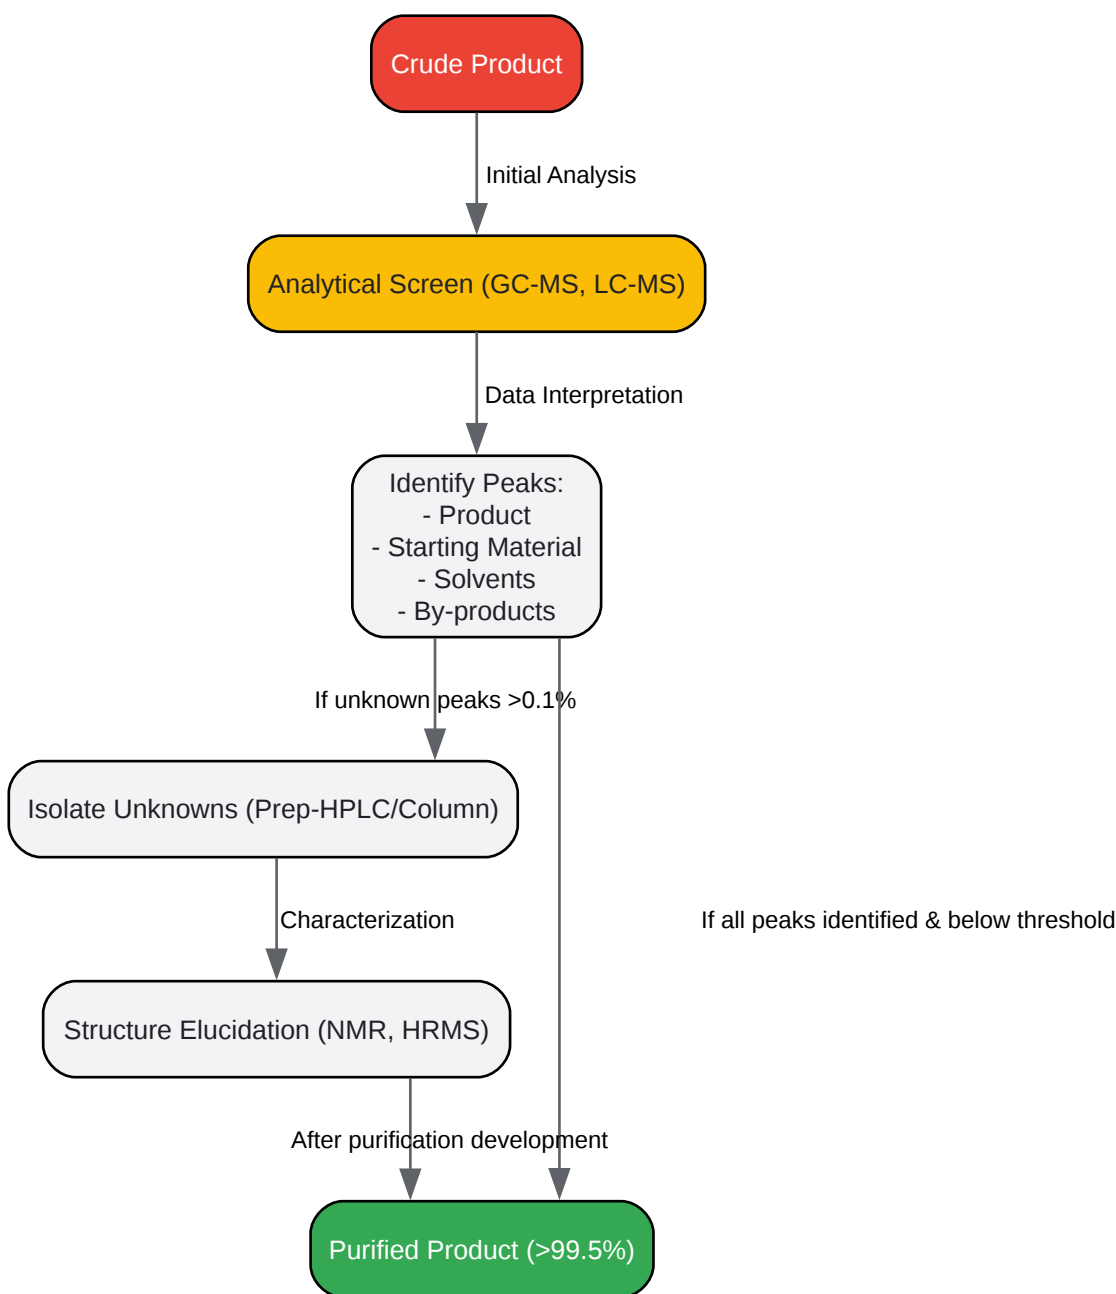 Crude Product
Initial Analysis
Analytical Screen (GC-MS, LC-MS)
Data Interpretation
Identify Peaks:
- Product
- Starting Material
- Solvents
- By-products
If unknown peaks >0.1%
Isolate Unknowns (Prep-HPLC/Column)
Characterization
If all peaks identified & below threshold
Structure Elucidation (NMR, HRMS)
After purification development
Purified Product (>99.5%)